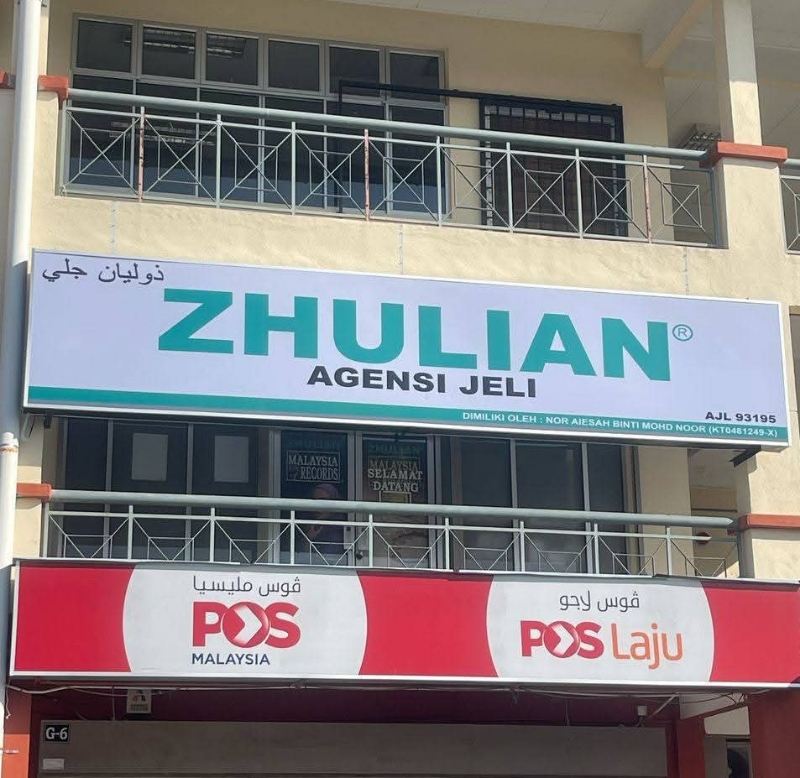 ذوليان جلي
ZHULIAN®
AGENSI JELI
AJL 93195
DIMILIKI OLEH : NOR AIESAH BINTI MOHD NOOR (KT0481249-X)
ZHULIAN
MALAYSIA
RECORDS
ZHULIAN
MALAYSIA
SELAMAT
DATANG
ڤوس مليسيا
POS
MALAYSIA
ڤوس لاجو
POS Laju
G-6